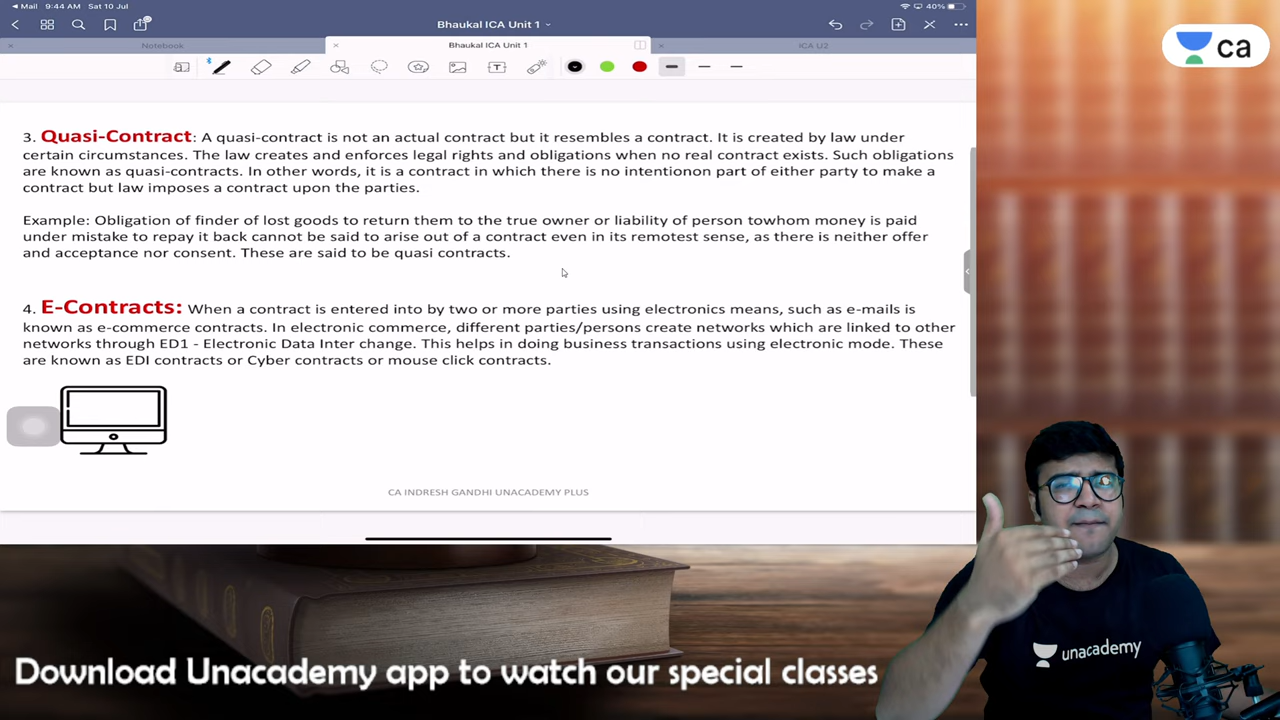 Mail 9:44 AM Sat 10 Jul 40%
Bhaukal ICA Unit 1
Notebook Bhaukal ICA Unit 1 ICA U2
T
ca
3. Quasi-Contract: A quasi-contract is not an actual contract but it resembles a contract. It is created by law under
certain circumstances. The law creates and enforces legal rights and obligations when no real contract exists. Such obligations
are known as quasi-contracts. In other words, it is a contract in which there is no intentionon part of either party to make a
contract but law imposes a contract upon the parties.
Example: Obligation of finder of lost goods to return them to the true owner or liability of person towhom money is paid
under mistake to repay it back cannot be said to arise out of a contract even in its remotest sense, as there is neither offer
and acceptance nor consent. These are said to be quasi contracts.
4. E-Contracts: When a contract is entered into by two or more parties using electronics means, such as e-mails is
known as e-commerce contracts. In electronic commerce, different parties/persons create networks which are linked to other
networks through ED1 - Electronic Data Inter change. This helps in doing business transactions using electronic mode. These
are known as EDI contracts or Cyber contracts or mouse click contracts.
CA INDRESH GANDHI UNACADEMY PLUS
unacademy
Download Unacademy app to watch our special classes